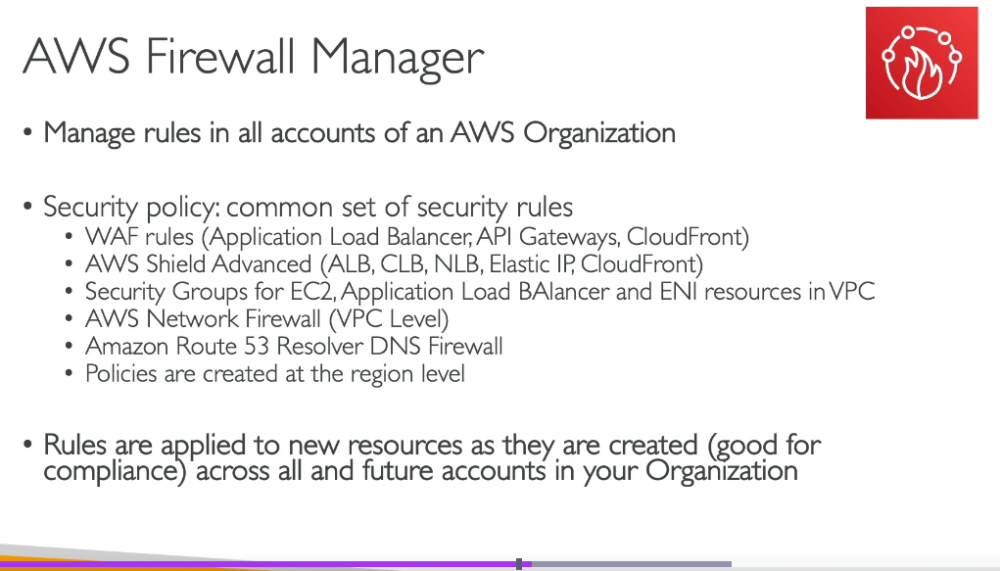 AWS Firewall Manager
• Manage rules in all accounts of an AWS Organization
• Security policy: common set of security rules
• WAF rules (Application Load Balancer, API Gateways, CloudFront)
• AWS Shield Advanced (ALB, CLB, NLB, Elastic IP, CloudFront)
• Security Groups for EC2, Application Load BAlancer and ENI resources in VPC
• AWS Network Firewall (VPC Level)
• Amazon Route 53 Resolver DNS Firewall
• Policies are created at the region level
• Rules are applied to new resources as they are created (good for
compliance) across all and future accounts in your Organization